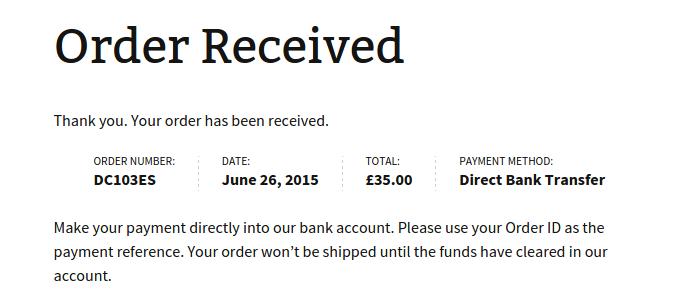 Order Received
Thank you. Your order has been received.
ORDER NUMBER: DATE: TOTAL: PAYMENT METHOD:
DC103ES June 26, 2015 £35.00 Direct Bank Transfer
Make your payment directly into our bank account. Please use your Order ID as the
payment reference. Your order won’t be shipped until the funds have cleared in our
account.